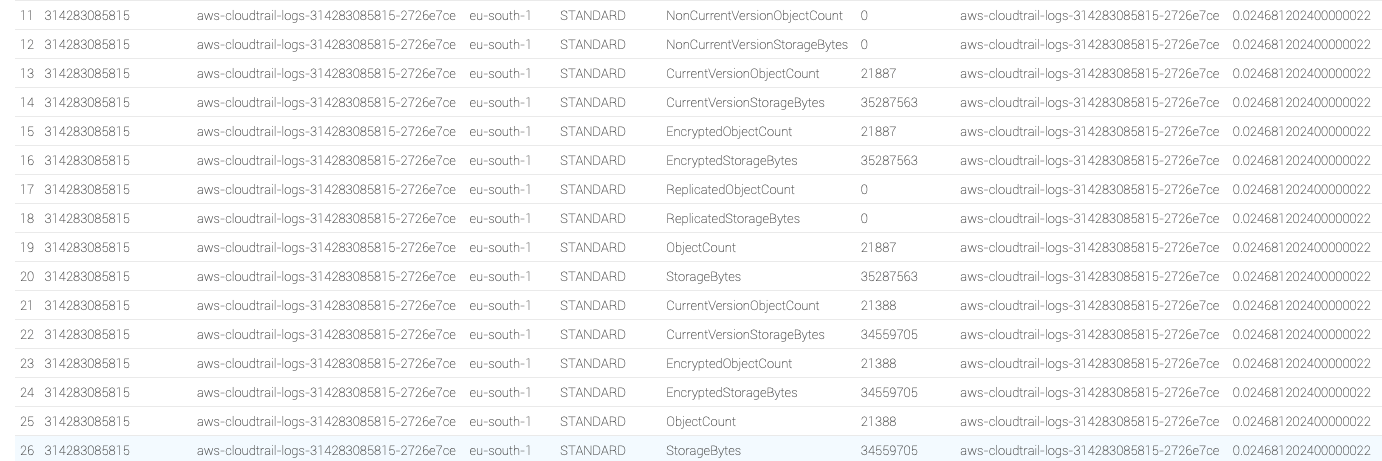 11 314283085815 aws-cloudtrail-logs-314283085815-2726e7ce eu-south-1 STANDARD NonCurrentVersionObjectCount 0 aws-cloudtrail-logs-314283085815-2726e7ce 0.024681202400000022
12 314283085815 aws-cloudtrail-logs-314283085815-2726e7ce eu-south-1 STANDARD NonCurrentVersionStorageBytes 0 aws-cloudtrail-logs-314283085815-2726e7ce 0.024681202400000022
13 314283085815 aws-cloudtrail-logs-314283085815-2726e7ce eu-south-1 STANDARD CurrentVersionObjectCount 21887 aws-cloudtrail-logs-314283085815-2726e7ce 0.024681202400000022
14 314283085815 aws-cloudtrail-logs-314283085815-2726e7ce eu-south-1 STANDARD CurrentVersionStorageBytes 35287563 aws-cloudtrail-logs-314283085815-2726e7ce 0.024681202400000022
15 314283085815 aws-cloudtrail-logs-314283085815-2726e7ce eu-south-1 STANDARD EncryptedObjectCount 21887 aws-cloudtrail-logs-314283085815-2726e7ce 0.024681202400000022
16 314283085815 aws-cloudtrail-logs-314283085815-2726e7ce eu-south-1 STANDARD EncryptedStorageBytes 35287563 aws-cloudtrail-logs-314283085815-2726e7ce 0.024681202400000022
17 314283085815 aws-cloudtrail-logs-314283085815-2726e7ce eu-south-1 STANDARD ReplicatedObjectCount 0 aws-cloudtrail-logs-314283085815-2726e7ce 0.024681202400000022
18 314283085815 aws-cloudtrail-logs-314283085815-2726e7ce eu-south-1 STANDARD ReplicatedStorageBytes 0 aws-cloudtrail-logs-314283085815-2726e7ce 0.024681202400000022
19 314283085815 aws-cloudtrail-logs-314283085815-2726e7ce eu-south-1 STANDARD ObjectCount 21887 aws-cloudtrail-logs-314283085815-2726e7ce 0.024681202400000022
20 314283085815 aws-cloudtrail-logs-314283085815-2726e7ce eu-south-1 STANDARD StorageBytes 35287563 aws-cloudtrail-logs-314283085815-2726e7ce 0.024681202400000022
21 314283085815 aws-cloudtrail-logs-314283085815-2726e7ce eu-south-1 STANDARD CurrentVersionObjectCount 21388 aws-cloudtrail-logs-314283085815-2726e7ce 0.024681202400000022
22 314283085815 aws-cloudtrail-logs-314283085815-2726e7ce eu-south-1 STANDARD CurrentVersionStorageBytes 34559705 aws-cloudtrail-logs-314283085815-2726e7ce 0.024681202400000022
23 314283085815 aws-cloudtrail-logs-314283085815-2726e7ce eu-south-1 STANDARD EncryptedObjectCount 21388 aws-cloudtrail-logs-314283085815-2726e7ce 0.024681202400000022
24 314283085815 aws-cloudtrail-logs-314283085815-2726e7ce eu-south-1 STANDARD EncryptedStorageBytes 34559705 aws-cloudtrail-logs-314283085815-2726e7ce 0.024681202400000022
25 314283085815 aws-cloudtrail-logs-314283085815-2726e7ce eu-south-1 STANDARD ObjectCount 21388 aws-cloudtrail-logs-314283085815-2726e7ce 0.024681202400000022
26 314283085815 aws-cloudtrail-logs-314283085815-2726e7ce eu-south-1 STANDARD StorageBytes 34559705 aws-cloudtrail-logs-314283085815-2726e7ce 0.024681202400000022